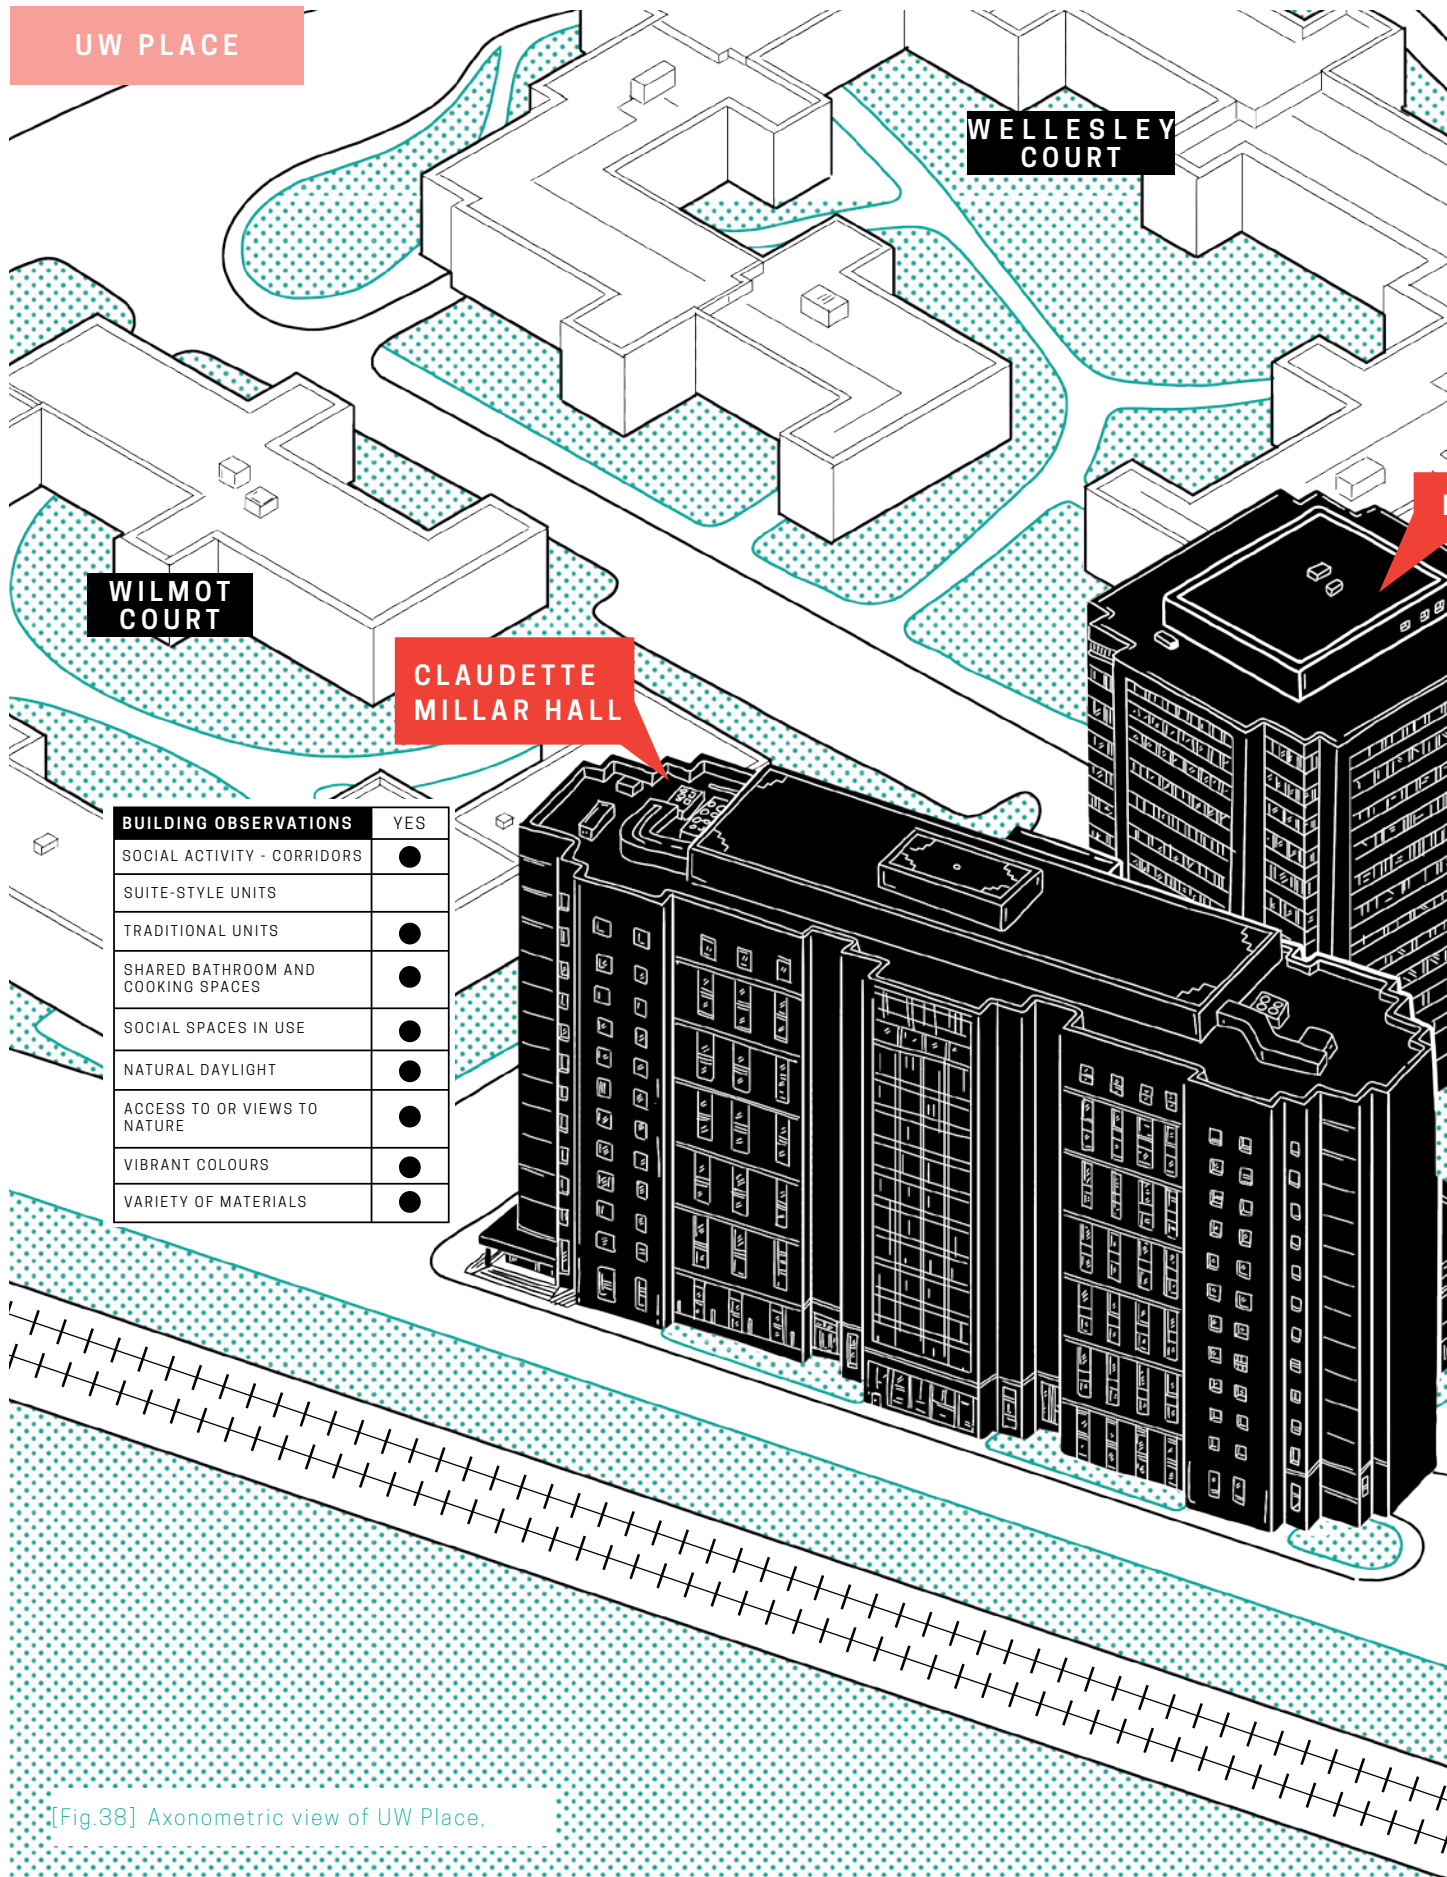 UW PLACE
WELLESLEY
COURT
WILMOT
COURT
CLAUDETTE
MILLAR HALL
BUILDING OBSERVATIONS YES
SOCIAL ACTIVITY - CORRIDORS
SUITE-STYLE UNITS
TRADITIONAL UNITS
SHARED BATHROOM AND
COOKING SPACES
SOCIAL SPACES IN USE
NATURAL DAYLIGHT
ACCESS TO OR VIEWS TO
NATURE
VIBRANT COLOURS
VARIETY OF MATERIALS
[Fig.38] Axonometric view of UW Place,